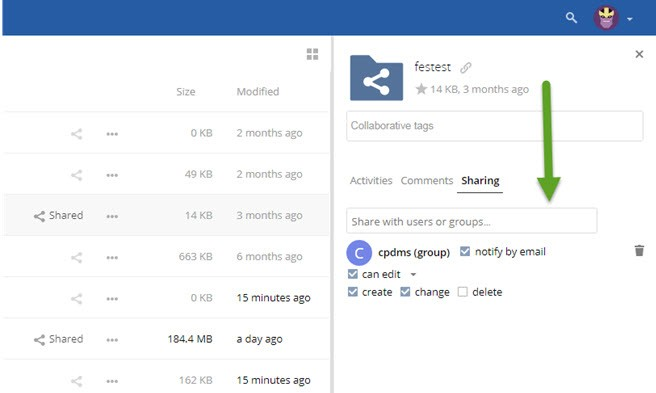 festest
14 KB, 3 months ago
Collaborative tags
Size Modified
0 KB 2 months ago
49 KB 2 months ago
Activities Comments Sharing
Shared 14 KB 3 months ago
Share with users or groups...
C cpdms (group) notify by email
663 KB 6 months ago
can edit
create change delete
0 KB 15 minutes ago
Shared 184.4 MB a day ago
162 KB 15 minutes ago